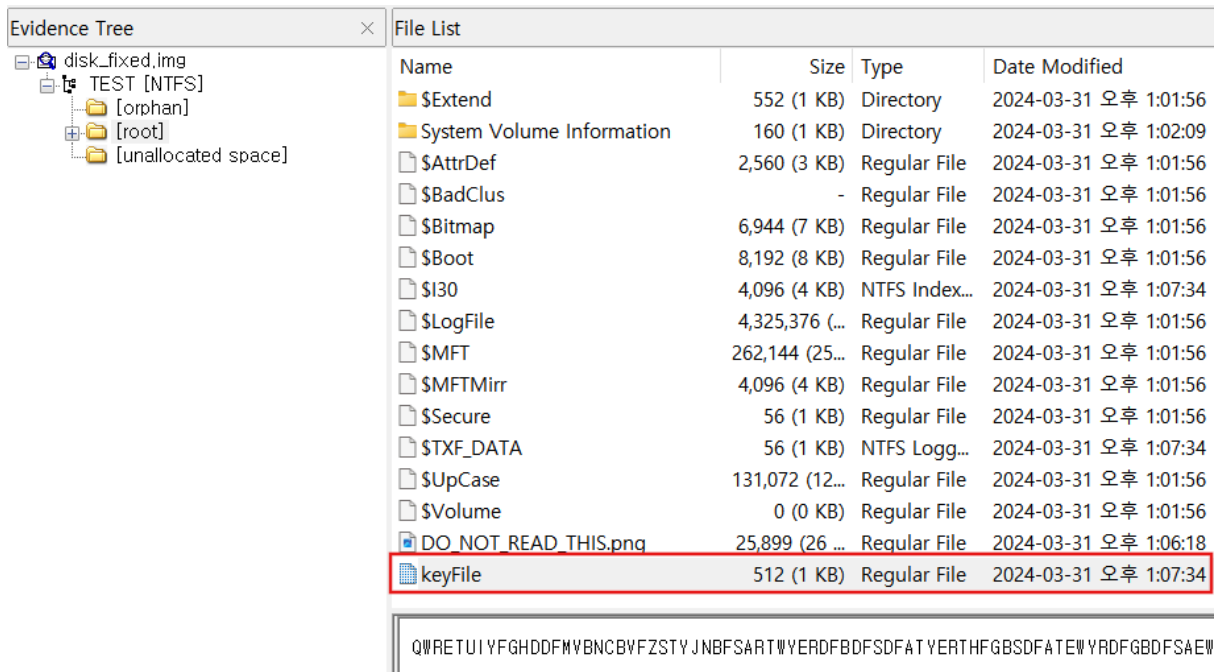 Evidence Tree
File List
disk_fixed.img
TEST [NTFS]
[orphan]
[root]
[unallocated space]
Name Size Type Date Modified
$Extend 552 (1 KB) Directory 2024-03-31 오후 1:01:56
System Volume Information 160 (1 KB) Directory 2024-03-31 오후 1:02:09
$AttrDef 2,560 (3 KB) Regular File 2024-03-31 오후 1:01:56
$BadClus - Regular File 2024-03-31 오후 1:01:56
$Bitmap 6,944 (7 KB) Regular File 2024-03-31 오후 1:01:56
$Boot 8,192 (8 KB) Regular File 2024-03-31 오후 1:01:56
$I30 4,096 (4 KB) NTFS Index... 2024-03-31 오후 1:07:34
$LogFile 4,325,376 (... Regular File 2024-03-31 오후 1:01:56
$MFT 262,144 (25... Regular File 2024-03-31 오후 1:01:56
$MFTMirr 4,096 (4 KB) Regular File 2024-03-31 오후 1:01:56
$Secure 56 (1 KB) Regular File 2024-03-31 오후 1:01:56
$TXF_DATA 56 (1 KB) NTFS Logg... 2024-03-31 오후 1:07:34
$UpCase 131,072 (12... Regular File 2024-03-31 오후 1:01:56
$Volume 0 (0 KB) Regular File 2024-03-31 오후 1:01:56
DO_NOT_READ_THIS.png 25,899 (26 ... Regular File 2024-03-31 오후 1:06:18
keyFile 512 (1 KB) Regular File 2024-03-31 오후 1:07:34
QWRETUIYFGHDDFMVBNCBVFZSTYJNBFSARTWYERDFBDFSDFATYERTHFGBSDFATEWYRDFGBDFSAEW